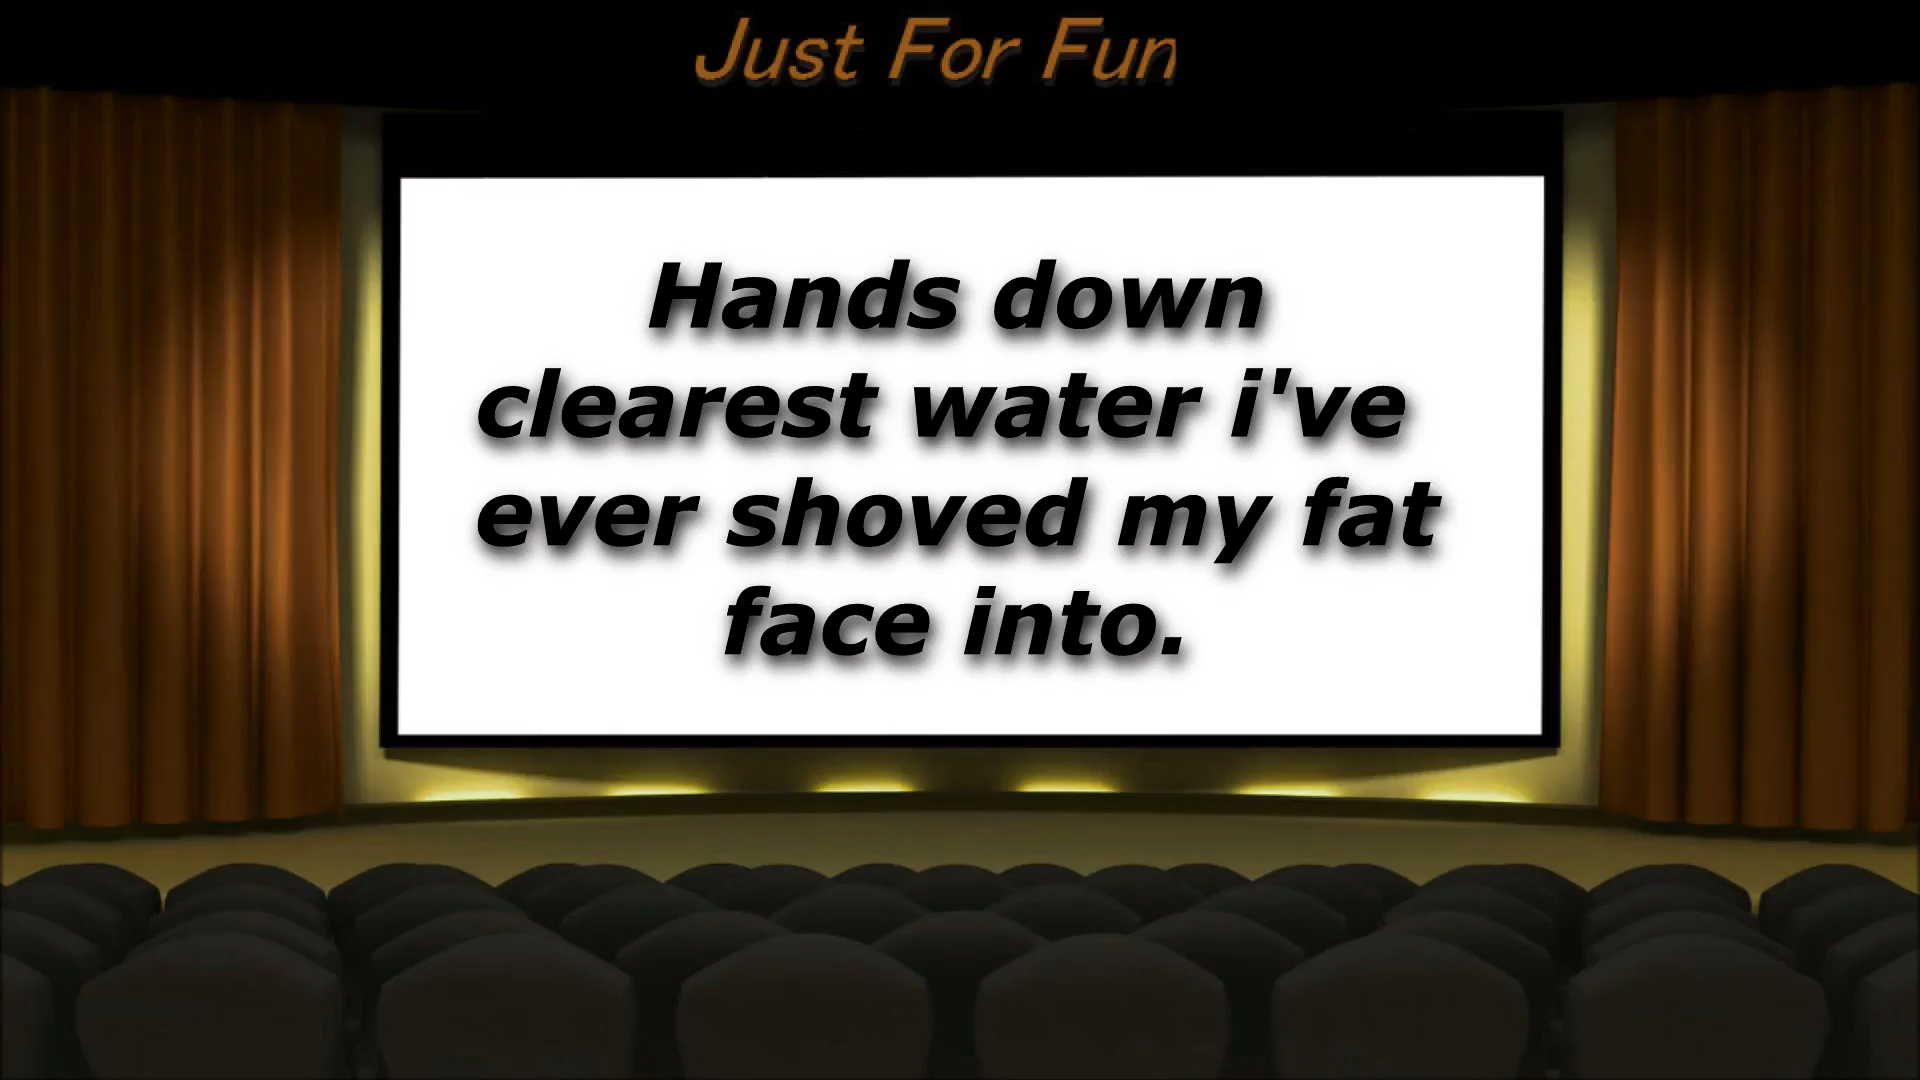 Just For Fun
Hands down
clearest water i've
ever shoved my fat
face into.